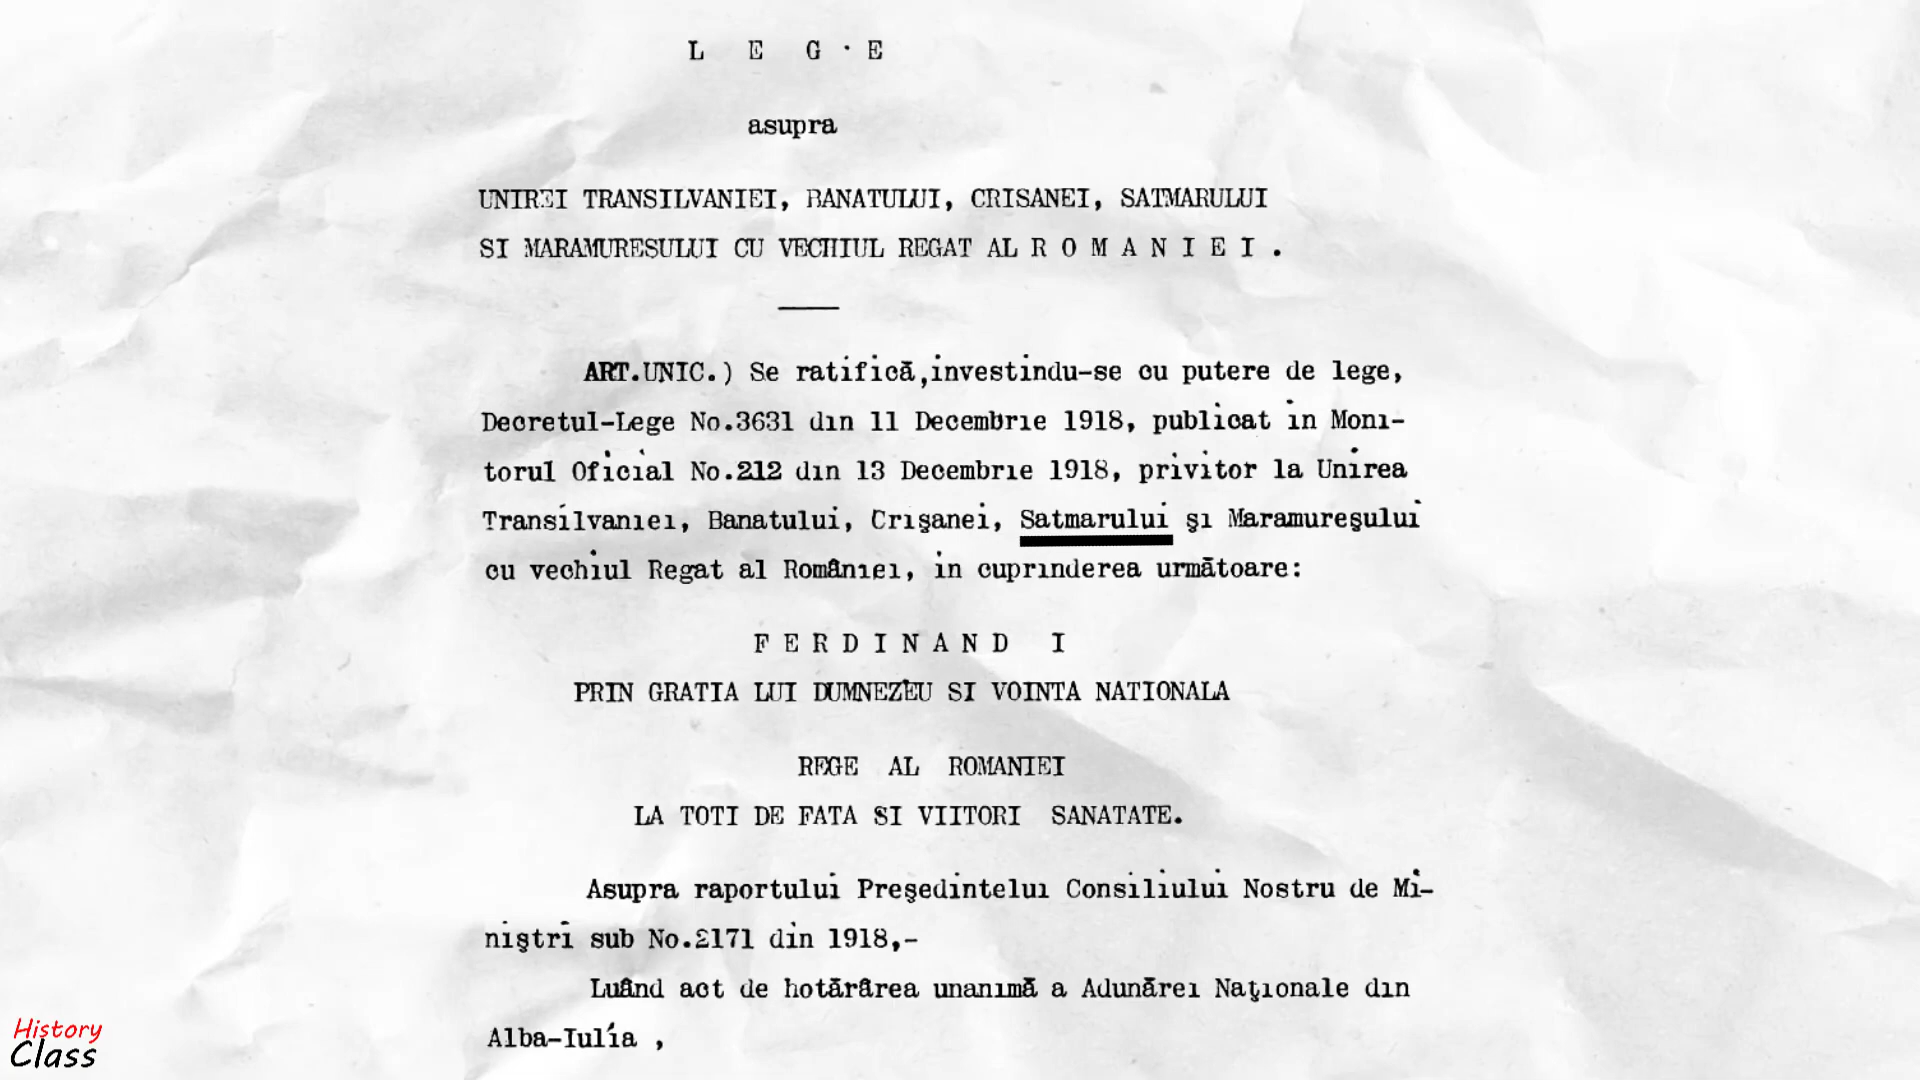 L E G E
asupra
UNIREI TRANSILVANIEI, BANATULUI, CRISANEI, SATMARULUI
SI MARAMURESULUI CU VECHIUL REGAT AL R O M A N I E I .
ART.UNIC.) Se ratifică,investindu-se cu putere de lege,
Decretul-Lege No.3631 din 11 Decembrie 1918, publicat in Moni-
torul Oficial No.212 din 13 Decembrie 1918, privitor la Unirea
Transilvaniei, Banatului, Crişanei, Satmarului şi Maramureşului
cu vechiul Regat al României, in cuprinderea următoare:
F E R D I N A N D I
PRIN GRATIA LUI DUMNEZEU SI VOINTA NATIONALA
REGE AL ROMANIEI
LA TOTI DE FATA SI VIITORI SANATATE.
Asupra raportului Preşedintelui Consiliului Nostru de Mi-
niştri sub No.2171 din 1918,-
Luând act de hotărârea unanimă a Adunărei Naţionale din
Alba-Iulia ,
History
Class